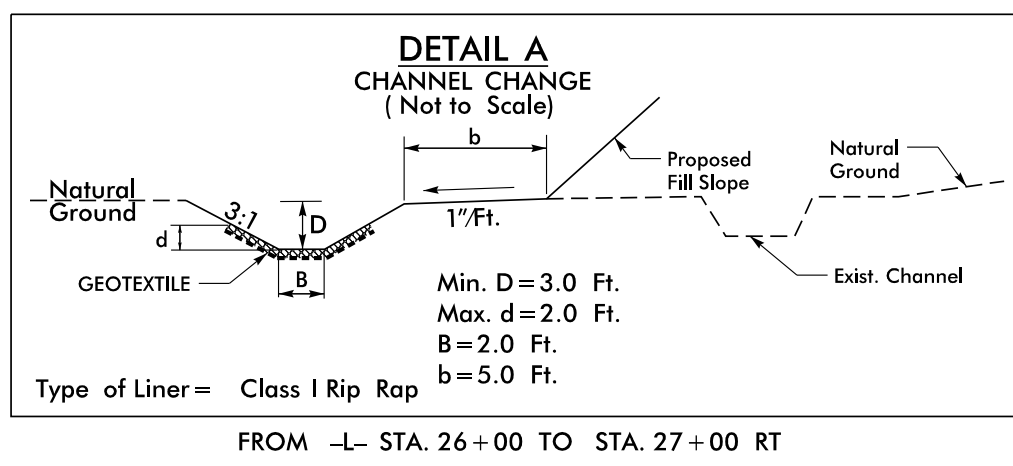 DETAIL A
CHANNEL CHANGE
( Not to Scale)
b
Natural
Ground
Proposed
Fill Slope
Natural
Ground
3:1
D
1"/Ft.
d
GEOTEXTILE
B
Exist. Channel
Min. D=3.0 Ft.
Max. d=2.0 Ft.
B=2.0 Ft.
b=5.0 Ft.
Type of Liner= Class I Rip Rap
FROM -L- STA. 26+00 TO STA. 27+00 RT